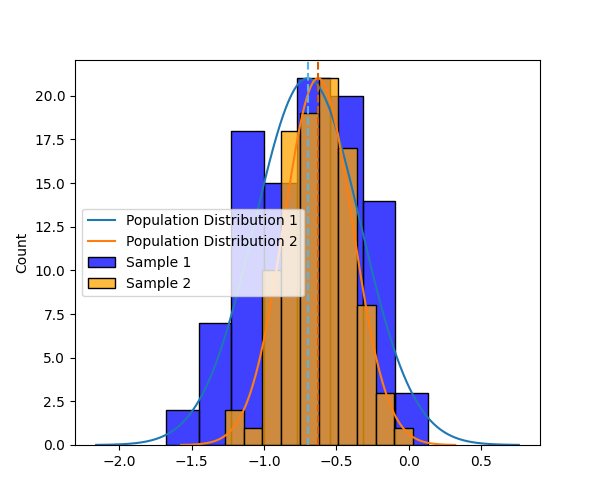 20.0
17.5
15.0
12.5
10.0
7.5
5.0
2.5
0.0
Count
Population Distribution 1
Population Distribution 2
Sample 1
Sample 2
−2.0 −1.5 −1.0 −0.5 0.0 0.5